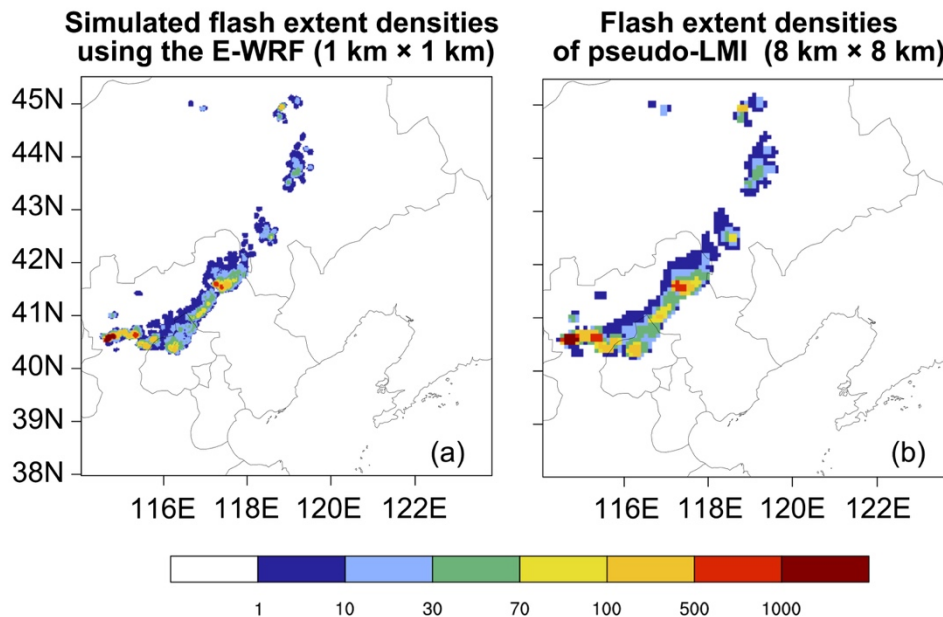 Simulated flash extent densities
using the E-WRF (1 km × 1 km)
Flash extent densities
of pseudo-LMI (8 km × 8 km)
45N
44N
43N
42N
41N
40N
39N
38N
(a)
(b)
116E 118E 120E 122E
116E 118E 120E 122E
1 10 30 70 100 500 1000